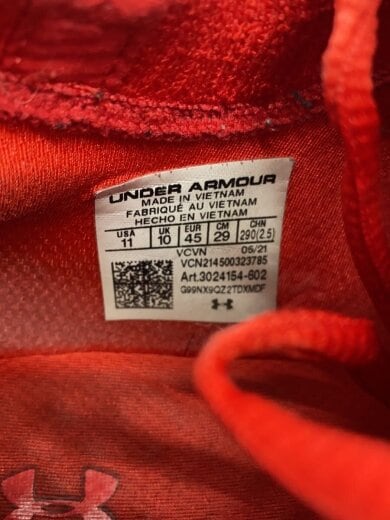 UNDER ARMOUR
MADE IN VIETNAM
FABRIQUÉ AU VIETNAM
HECHO EN VIETNAM
USA UK EUR CM CHN
11 10 45 29 290(2.5)
VCVN 05/21
VCN214500323785
Art.3024154-602
G99NX9QZ2TDXMDF